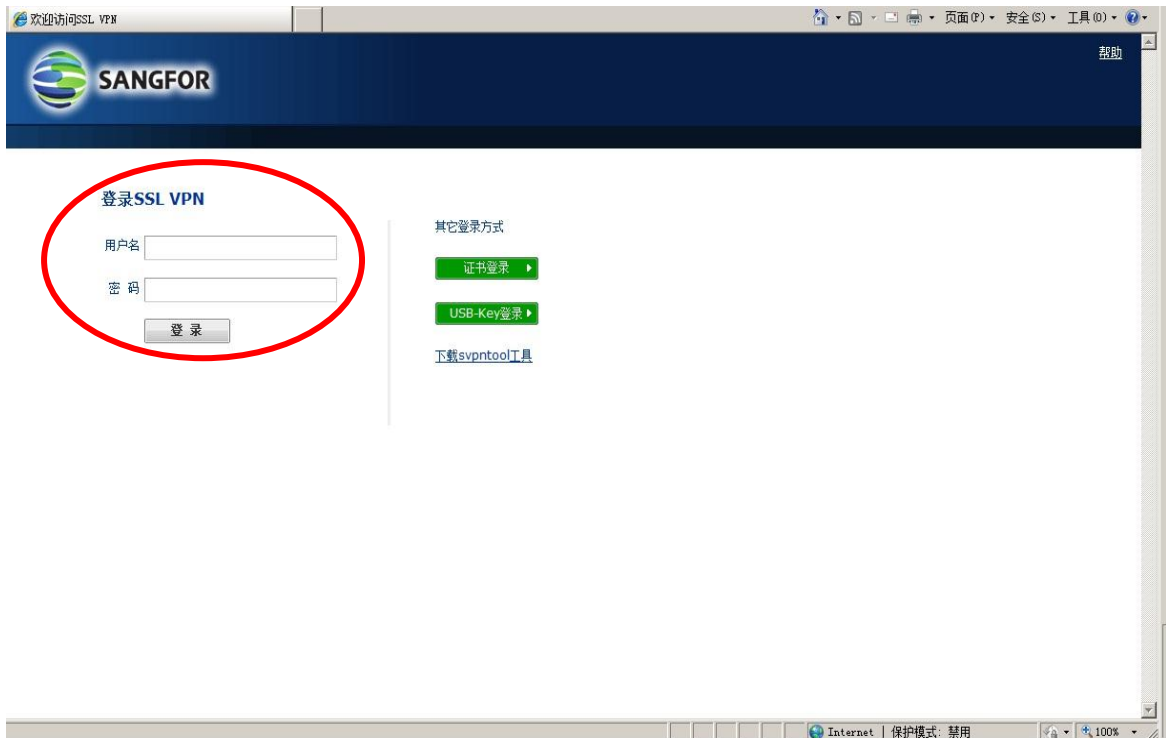 欢迎访问SSL VPN
页面(P) 安全(S) 工具(O)
帮助
SANGFOR
登录SSL VPN
用户名
密 码
登 录
其它登录方式
证书登录
USB-Key登录
下载svpntool工具
Internet | 保护模式: 禁用
100%